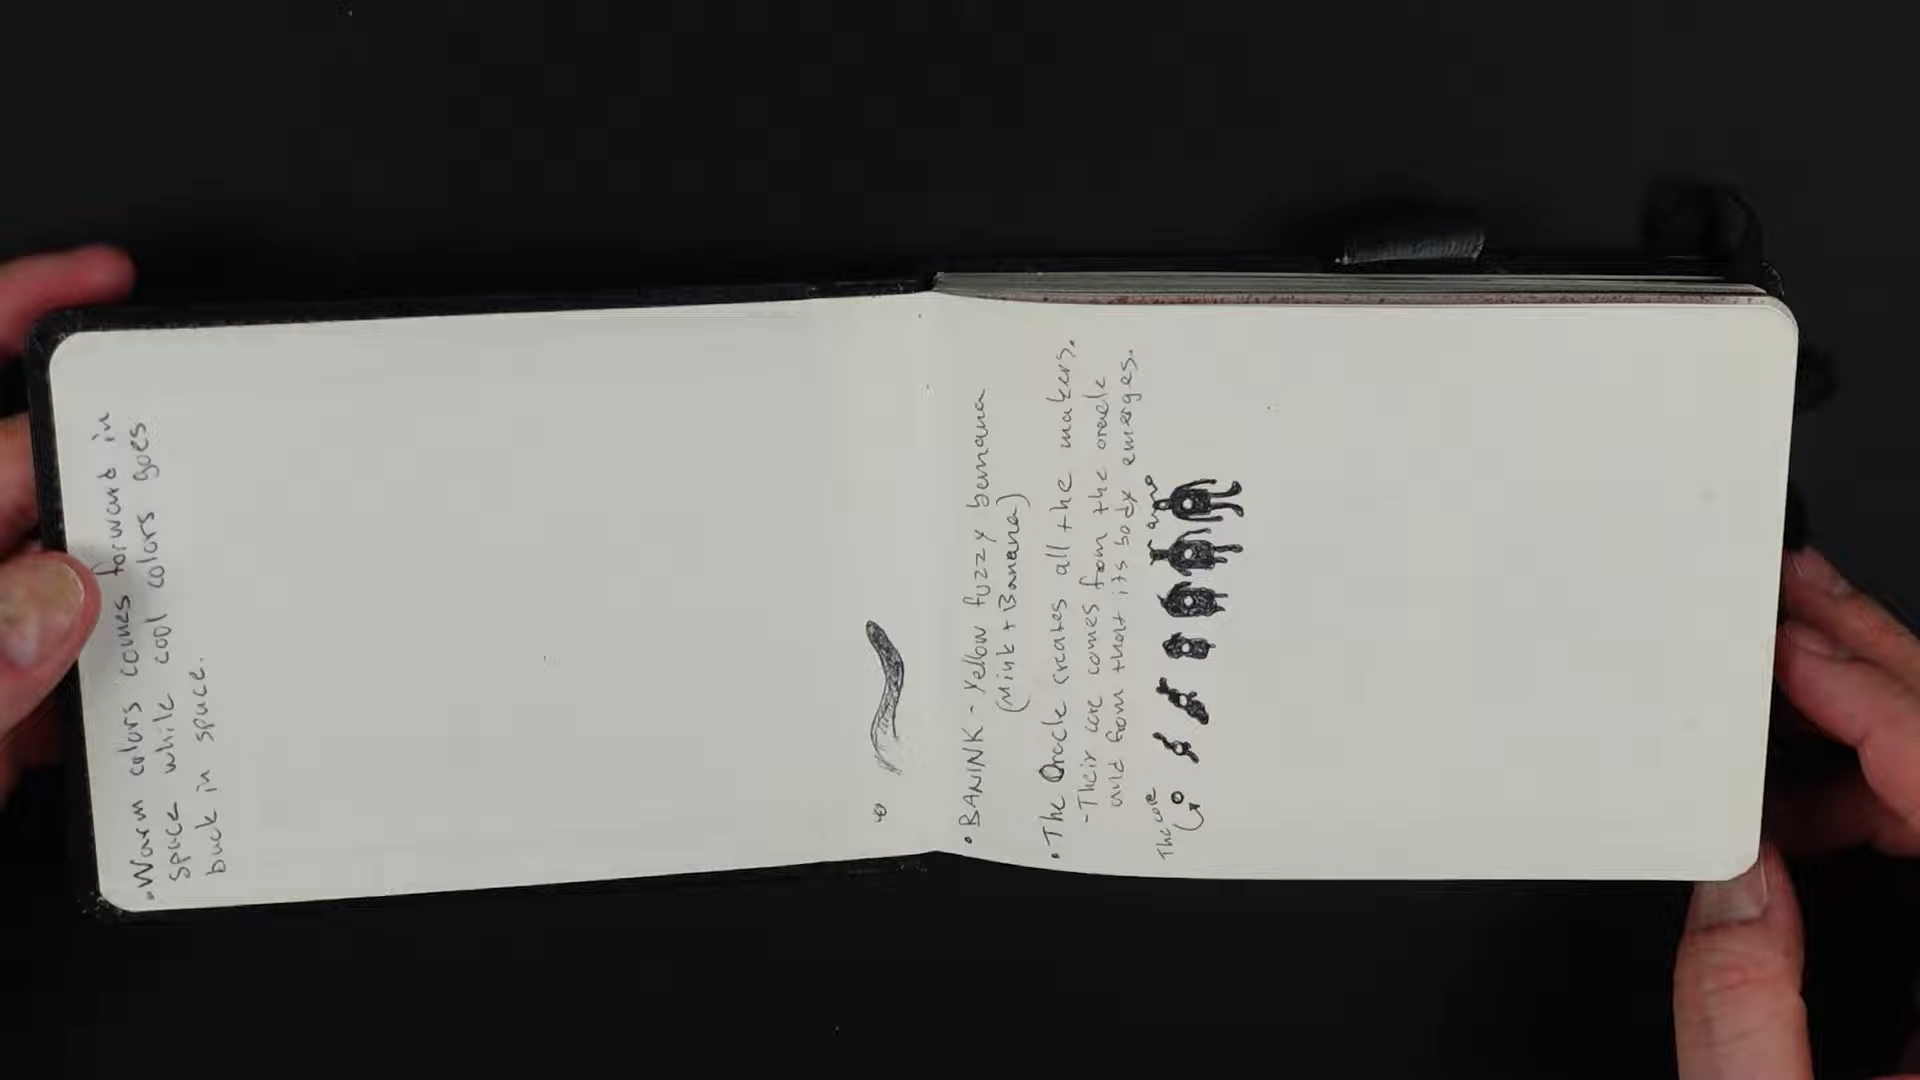 •Warm colors comes forward in
space while cool colors goes
back in space.
• BANINK - Yellow fuzzy banana
(Mink + Banana)
• The Oracle creates all the makers.
- Their core comes from the oracle
and from that its body emerges.
The core